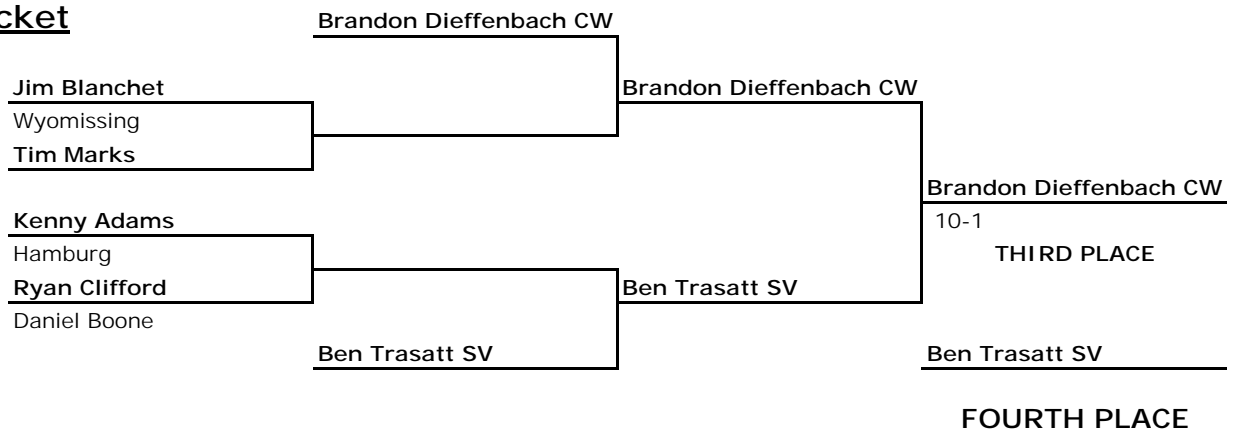 Brandon Dieffenbach CW
Jim Blanchet
Brandon Dieffenbach CW
Wyomissing
Tim Marks
Brandon Dieffenbach CW
Kenny Adams
10-1
Hamburg
THIRD PLACE
Ryan Clifford
Ben Trasatt SV
Daniel Boone
Ben Trasatt SV
Ben Trasatt SV
FOURTH PLACE